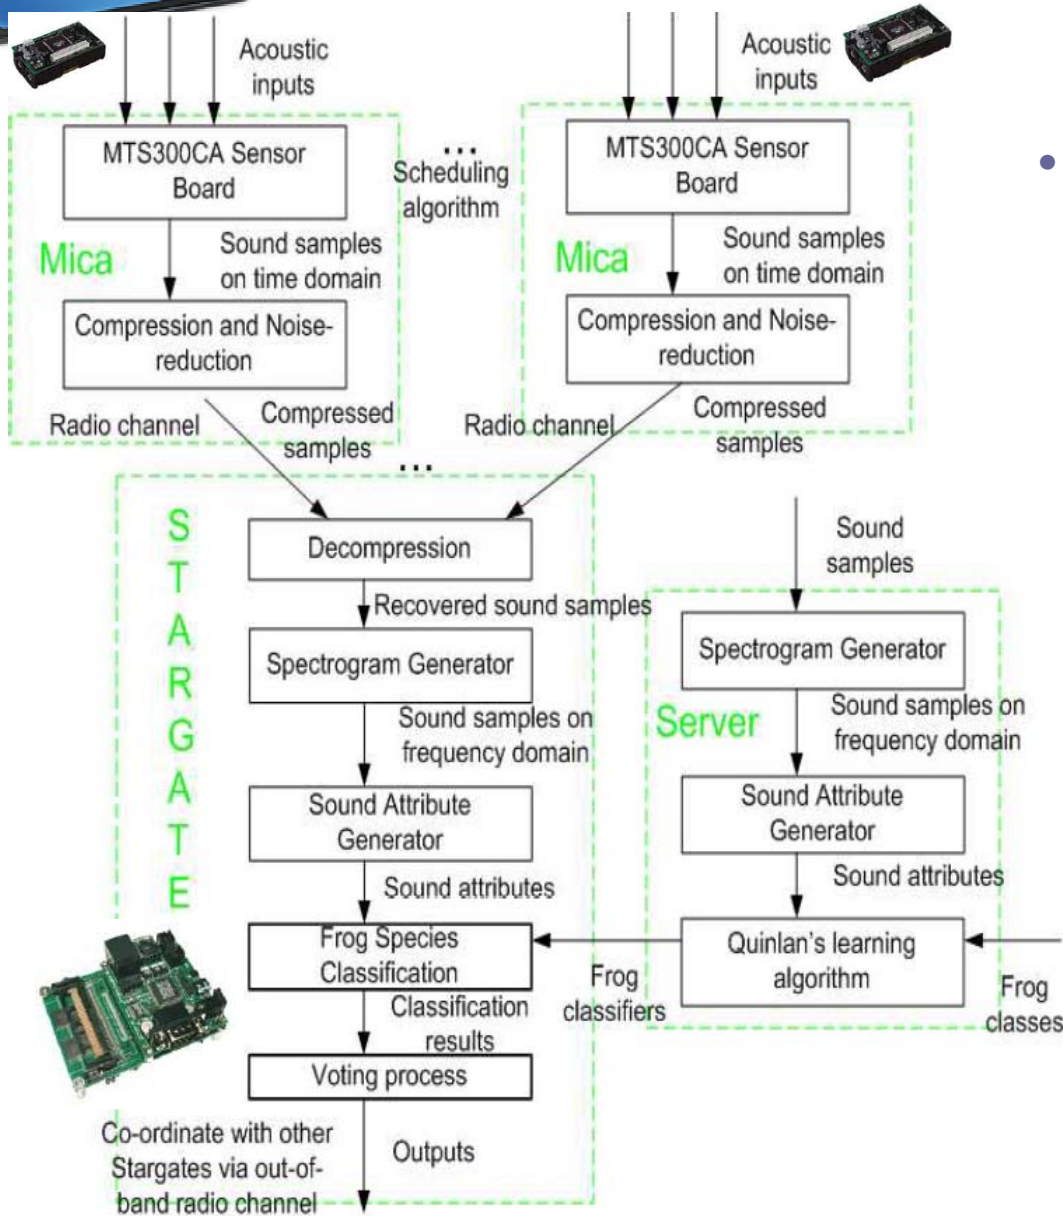 Acoustic
inputs
Acoustic
inputs
MTS300CA Sensor
Board
...
Scheduling
algorithm
MTS300CA Sensor
Board
Mica
Sound samples
on time domain
Mica
Sound samples
on time domain
Compression and Noise-
reduction
Compression and Noise-
reduction
Radio channel
Compressed
samples
Radio channel
Compressed
samples
...
STARGATE
Decompression
Recovered sound samples
Spectrogram Generator
Sound samples on
frequency domain
Sound Attribute
Generator
Sound attributes
Frog Species
Classification
Classification
results
Voting process
Co-ordinate with other
Stargates via out-of-
band radio channel
Outputs
Sound
samples
Spectrogram Generator
Server
Sound samples on
frequency domain
Sound Attribute
Generator
Sound attributes
Quinlan's learning
algorithm
Frog
classifiers
Frog
classes